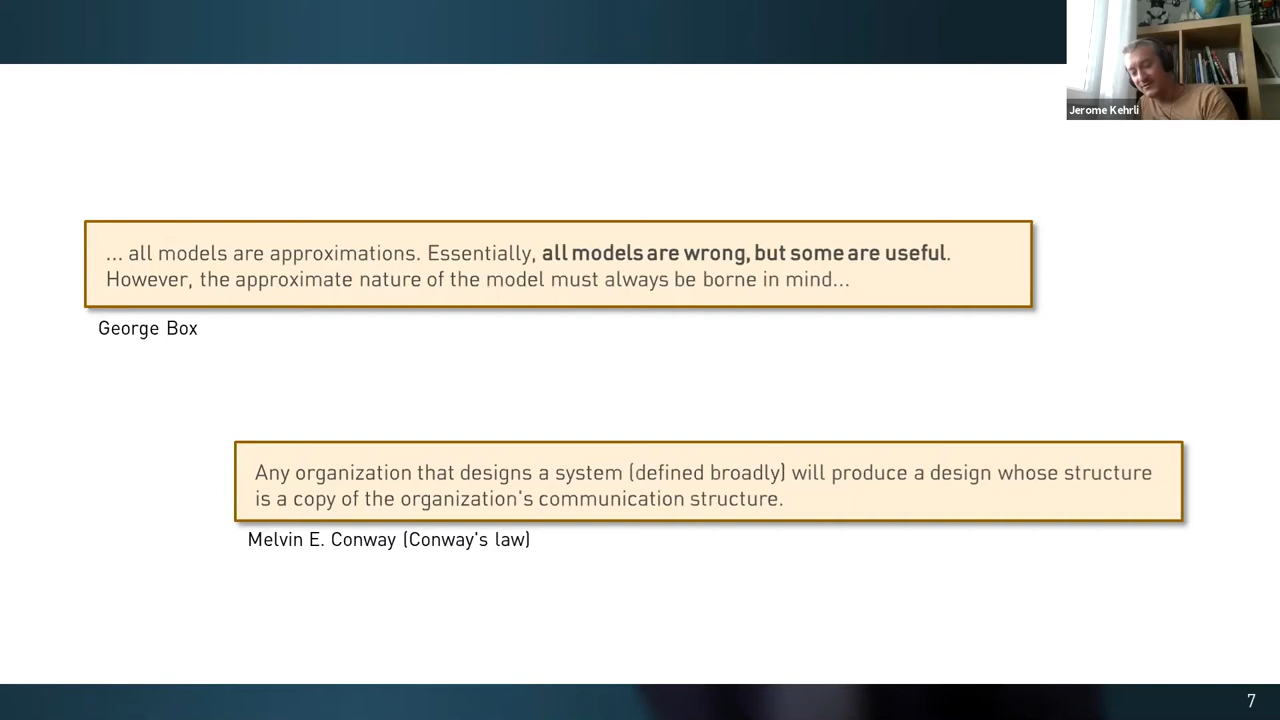 Jerome Kehrli
... all models are approximations. Essentially, all models are wrong, but some are useful.
However, the approximate nature of the model must always be borne in mind...
George Box
Any organization that designs a system (defined broadly) will produce a design whose structure
is a copy of the organization's communication structure.
Melvin E. Conway (Conway's law)
7